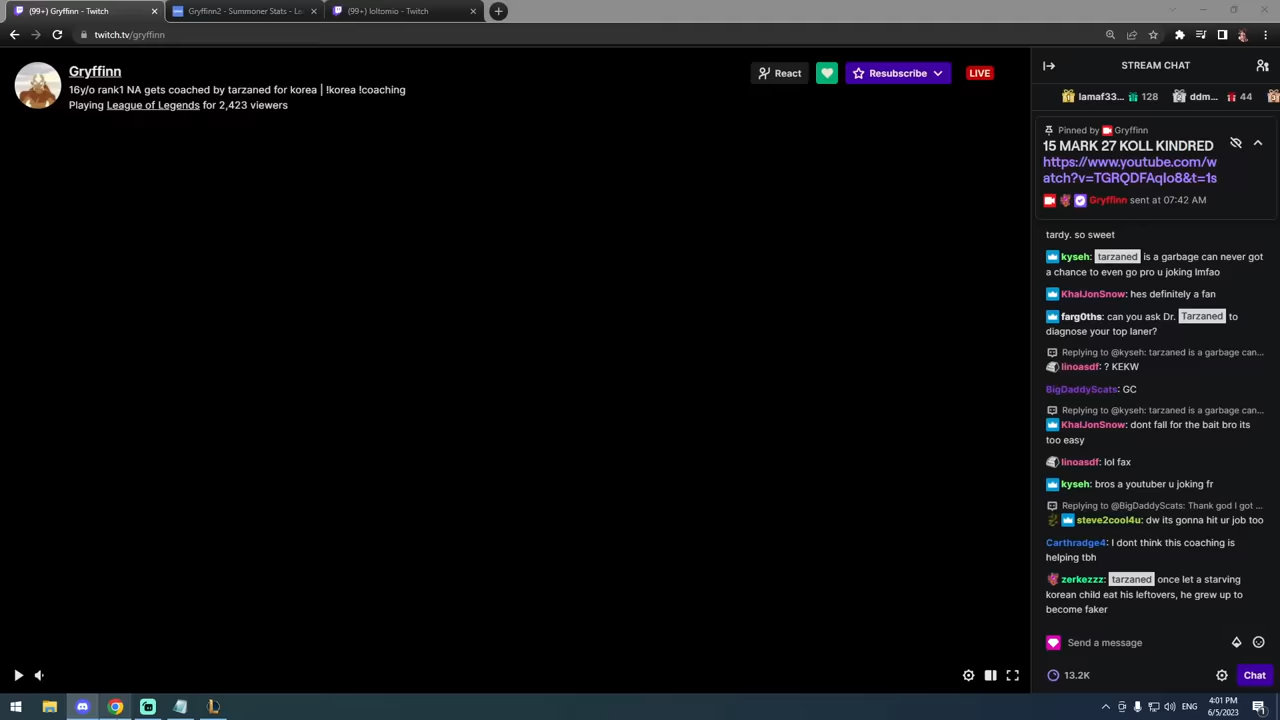 (99+) Gryffinn - Twitch
Gryffinn2 - Summoner Stats - Le
(99+) loltomio - Twitch
twitch.tv/gryffinn
Gryffinn
16y/o rank1 NA gets coached by tarzaned for korea | !korea !coaching
Playing League of Legends for 2,423 viewers
React
Resubscribe
LIVE
STREAM CHAT
lamaf33... 128
ddm... 44
Pinned by Gryffinn
15 MARK 27 KOLL KINDRED
https://www.youtube.com/w
atch?v=TGRQDFAqIo8&t=1s
Gryffinn sent at 07:42 AM
tardy. so sweet
kyseh: tarzaned is a garbage can never got
a chance to even go pro u joking lmfao
KhalJonSnow: hes definitely a fan
farg0ths: can you ask Dr. Tarzaned to
diagnose your top laner?
Replying to @kyseh: tarzaned is a garbage can...
linoasdf: ? KEKW
BigDaddyScats: GC
Replying to @kyseh: tarzaned is a garbage can...
KhalJonSnow: dont fall for the bait bro its
too easy
linoasdf: lol fax
kyseh: bros a youtuber u joking fr
Replying to @BigDaddyScats: Thank god I got ...
steve2cool4u: dw its gonna hit ur job too
Carthradge4: I dont think this coaching is
helping tbh
zerkezzz: tarzaned once let a starving
korean child eat his leftovers, he grew up to
become faker
Send a message
13.2K
Chat
ENG
4:01 PM
6/5/2023